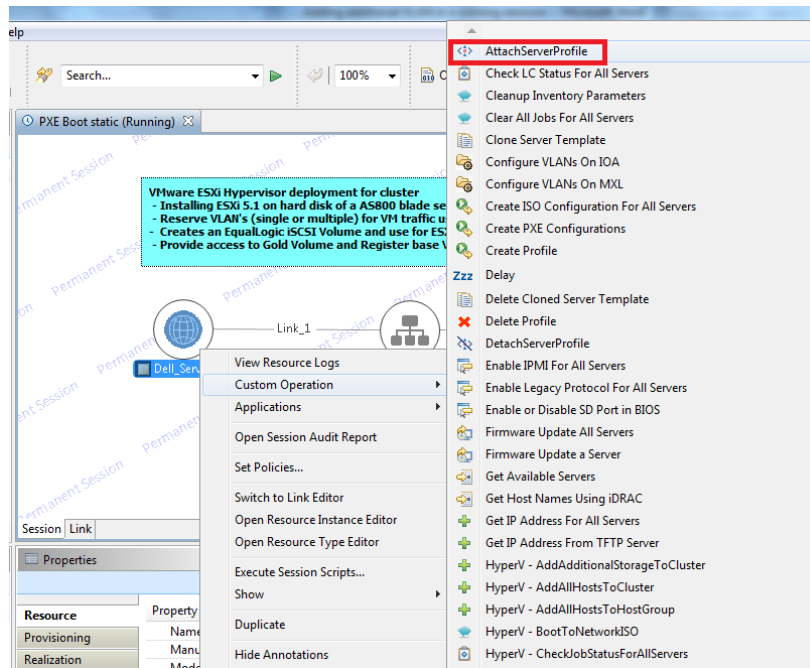 elp
Search...
100%
PXE Boot static (Running)
VMware ESXi Hypervisor deployment for cluster
- Installing ESXi 5.1 on hard disk of a AS800 blade se
- Reserve VLAN's (single or multiple) for VM traffic u
- Creates an EqualLogic iSCSI Volume and use for ES
- Provide access to Gold Volume and Register base V
Permanent Session
Link_1
Dell_Ser
View Resource Logs
Custom Operation
Applications
Open Session Audit Report
Set Policies...
Switch to Link Editor
Open Resource Instance Editor
Open Resource Type Editor
Execute Session Scripts...
Show
Duplicate
Hide Annotations
Session
Link
Properties
Resource
Provisioning
Realization
Property
Name
Manu
AttachServerProfile
Check LC Status For All Servers
Cleanup Inventory Parameters
Clear All Jobs For All Servers
Clone Server Template
Configure VLANs On IOA
Configure VLANs On MXL
Create ISO Configuration For All Servers
Create PXE Configurations
Create Profile
Zzz Delay
Delete Cloned Server Template
Delete Profile
DetachServerProfile
Enable IPMI For All Servers
Enable Legacy Protocol For All Servers
Enable or Disable SD Port in BIOS
Firmware Update All Servers
Firmware Update a Server
Get Available Servers
Get Host Names Using iDRAC
Get IP Address For All Servers
Get IP Address From TFTP Server
HyperV - AddAdditionalStorageToCluster
HyperV - AddAllHostsToCluster
HyperV - AddAllHostsToHostGroup
HyperV - BootToNetworkISO
HyperV - CheckJobStatusForAllServers